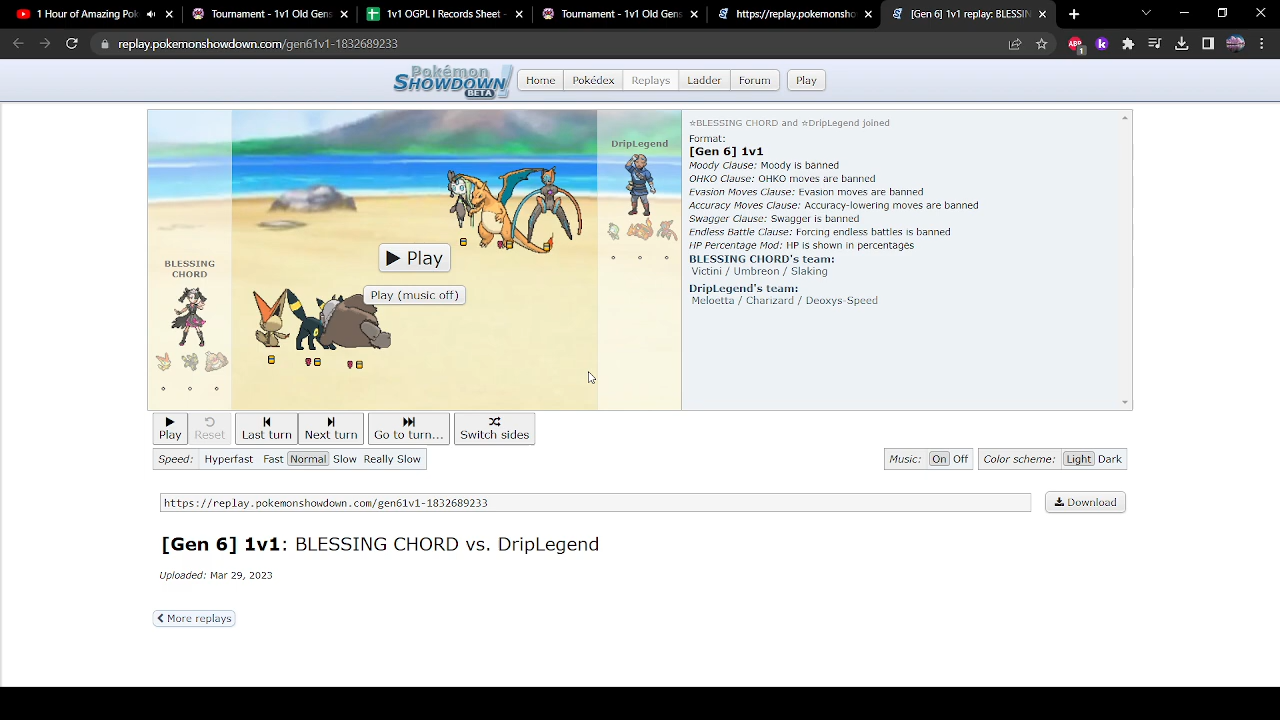 1 Hour of Amazing Pok
Tournament - 1v1 Old Gens
1v1 OGPL I Records Sheet -
Tournament - 1v1 Old Gens
https://replay.pokemonsho
[Gen 6] 1v1 replay: BLESSIN
replay.pokemonshowdown.com/gen61v1-1832689233
ABP
1
k
Pokémon
SHOWDOWN!
BETA
Home
Pokédex
Replays
Ladder
Forum
Play
DripLegend
BLESSING
CHORD
Play
Play (music off)
☆BLESSING CHORD and ☆DripLegend joined
Format:
[Gen 6] 1v1
Moody Clause: Moody is banned
OHKO Clause: OHKO moves are banned
Evasion Moves Clause: Evasion moves are banned
Accuracy Moves Clause: Accuracy-lowering moves are banned
Swagger Clause: Swagger is banned
Endless Battle Clause: Forcing endless battles is banned
HP Percentage Mod: HP is shown in percentages
BLESSING CHORD's team:
Victini / Umbreon / Slaking
DripLegend's team:
Meloetta / Charizard / Deoxys-Speed
Play
Reset
Last turn
Next turn
Go to turn...
Switch sides
Speed: Hyperfast Fast Normal Slow Really Slow
Music: On Off
Color scheme: Light Dark
https://replay.pokemonshowdown.com/gen61v1-1832689233
Download
[Gen 6] 1v1: BLESSING CHORD vs. DripLegend
Uploaded: Mar 29, 2023
More replays